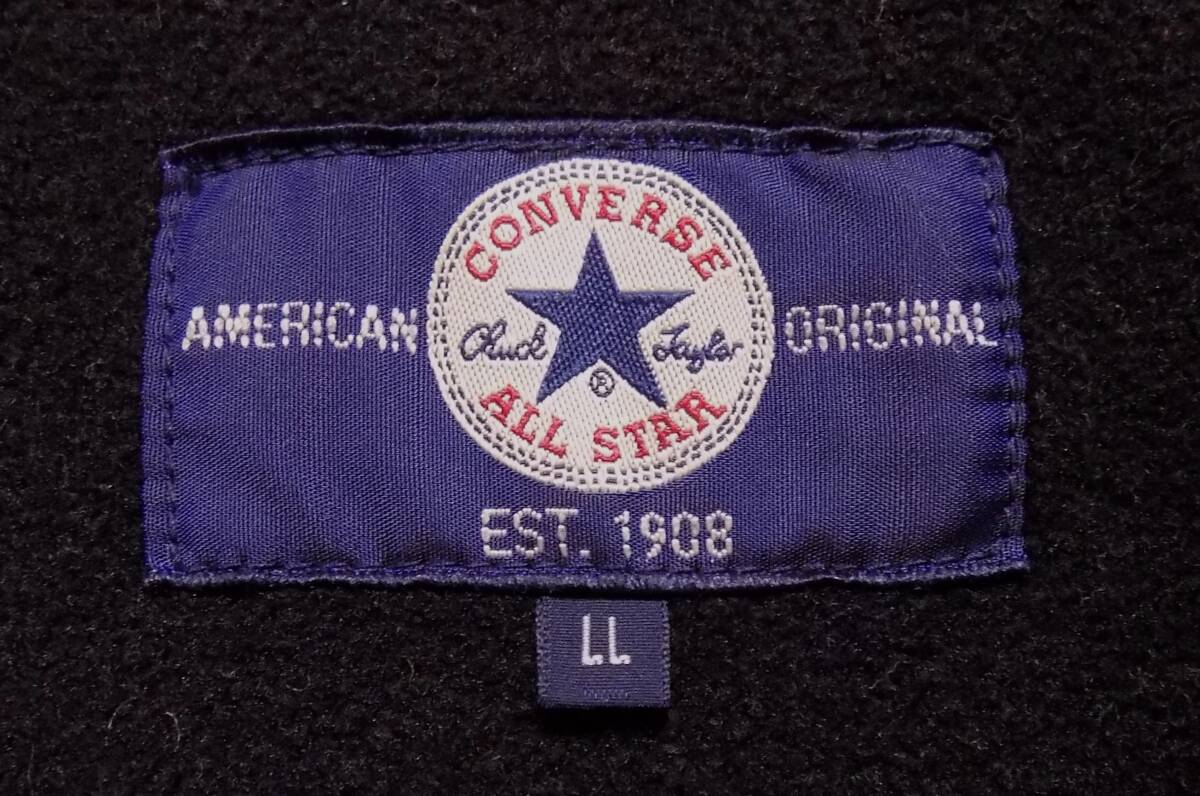 CONVERSE
AMERICAN Chuck Taylor ORIGINAL
®
ALL STAR
EST. 1908
LL